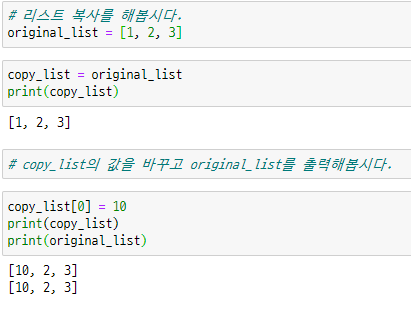 # 리스트 복사를 해봅시다.
original_list = [1, 2, 3]
copy_list = original_list
print(copy_list)
[1, 2, 3]
# copy_list의 값을 바꾸고 original_list를 출력해봅시다.
copy_list[0] = 10
print(copy_list)
print(original_list)
[10, 2, 3]
[10, 2, 3]